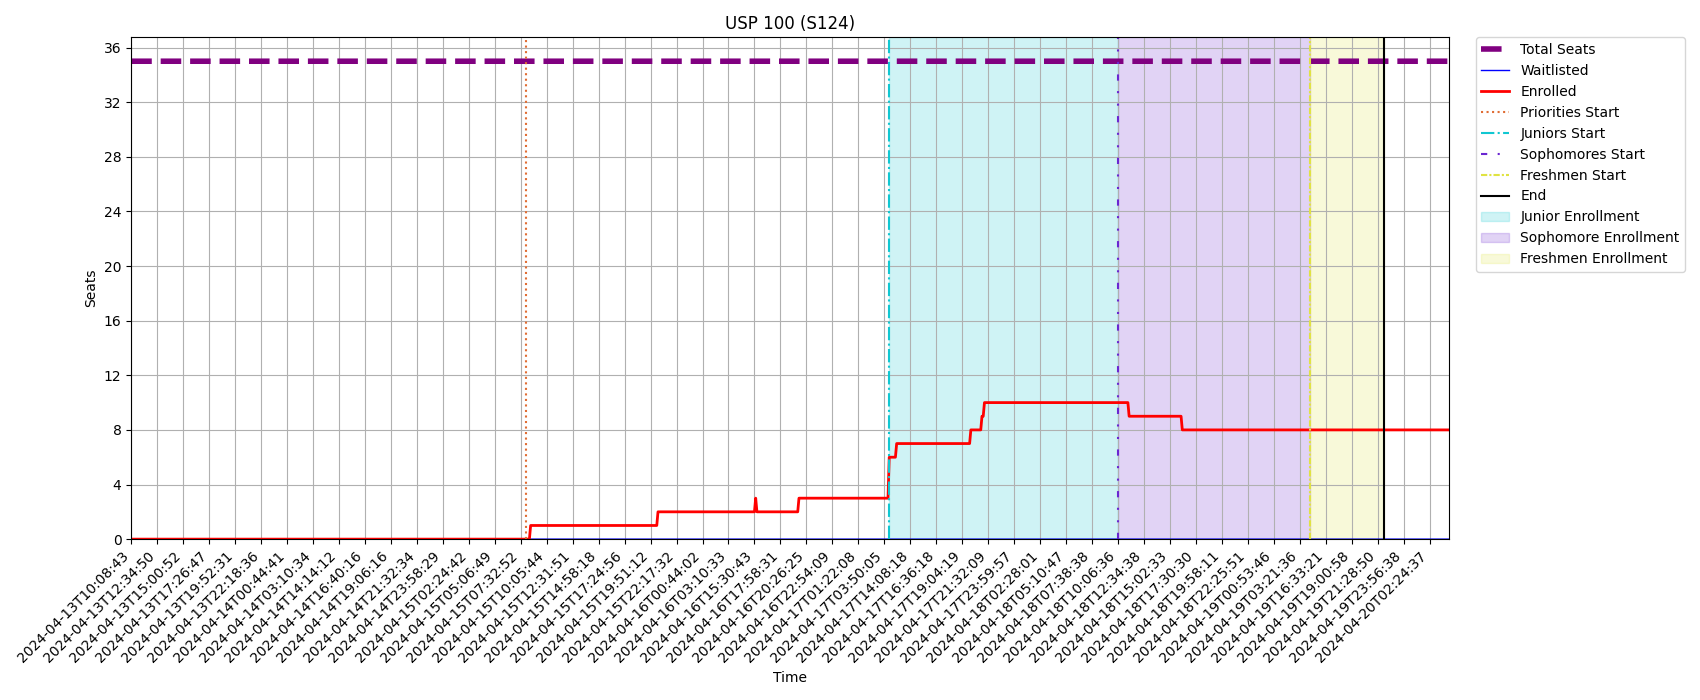 USP 100 (S124)
36
32
28
24
20
16
12
8
4
0
Seats
2024-04-13T10:08:43
2024-04-13T12:34:50
2024-04-13T15:00:52
2024-04-13T17:26:47
2024-04-13T19:52:31
2024-04-13T22:18:36
2024-04-14T00:44:41
2024-04-14T03:10:34
2024-04-14T14:14:12
2024-04-14T16:40:16
2024-04-14T19:06:16
2024-04-14T21:32:34
2024-04-14T23:58:29
2024-04-15T02:24:42
2024-04-15T05:06:49
2024-04-15T07:32:52
2024-04-15T10:05:44
2024-04-15T12:31:51
2024-04-15T14:58:18
2024-04-15T17:24:56
2024-04-15T19:51:12
2024-04-15T22:17:32
2024-04-16T00:44:02
2024-04-16T03:10:33
2024-04-16T15:30:43
2024-04-16T17:58:31
2024-04-16T20:26:25
2024-04-16T22:54:09
2024-04-17T01:22:08
2024-04-17T03:50:05
2024-04-17T14:08:18
2024-04-17T16:36:18
2024-04-17T19:04:19
2024-04-17T21:32:09
2024-04-17T23:59:57
2024-04-18T02:28:01
2024-04-18T05:10:47
2024-04-18T07:38:38
2024-04-18T10:06:36
2024-04-18T12:34:38
2024-04-18T15:02:33
2024-04-18T17:30:30
2024-04-18T19:58:11
2024-04-18T22:25:51
2024-04-19T00:53:46
2024-04-19T03:21:36
2024-04-19T16:33:21
2024-04-19T19:00:58
2024-04-19T21:28:50
2024-04-19T23:56:38
2024-04-20T02:24:37
Time
Total Seats
Waitlisted
Enrolled
Priorities Start
Juniors Start
Sophomores Start
Freshmen Start
End
Junior Enrollment
Sophomore Enrollment
Freshmen Enrollment